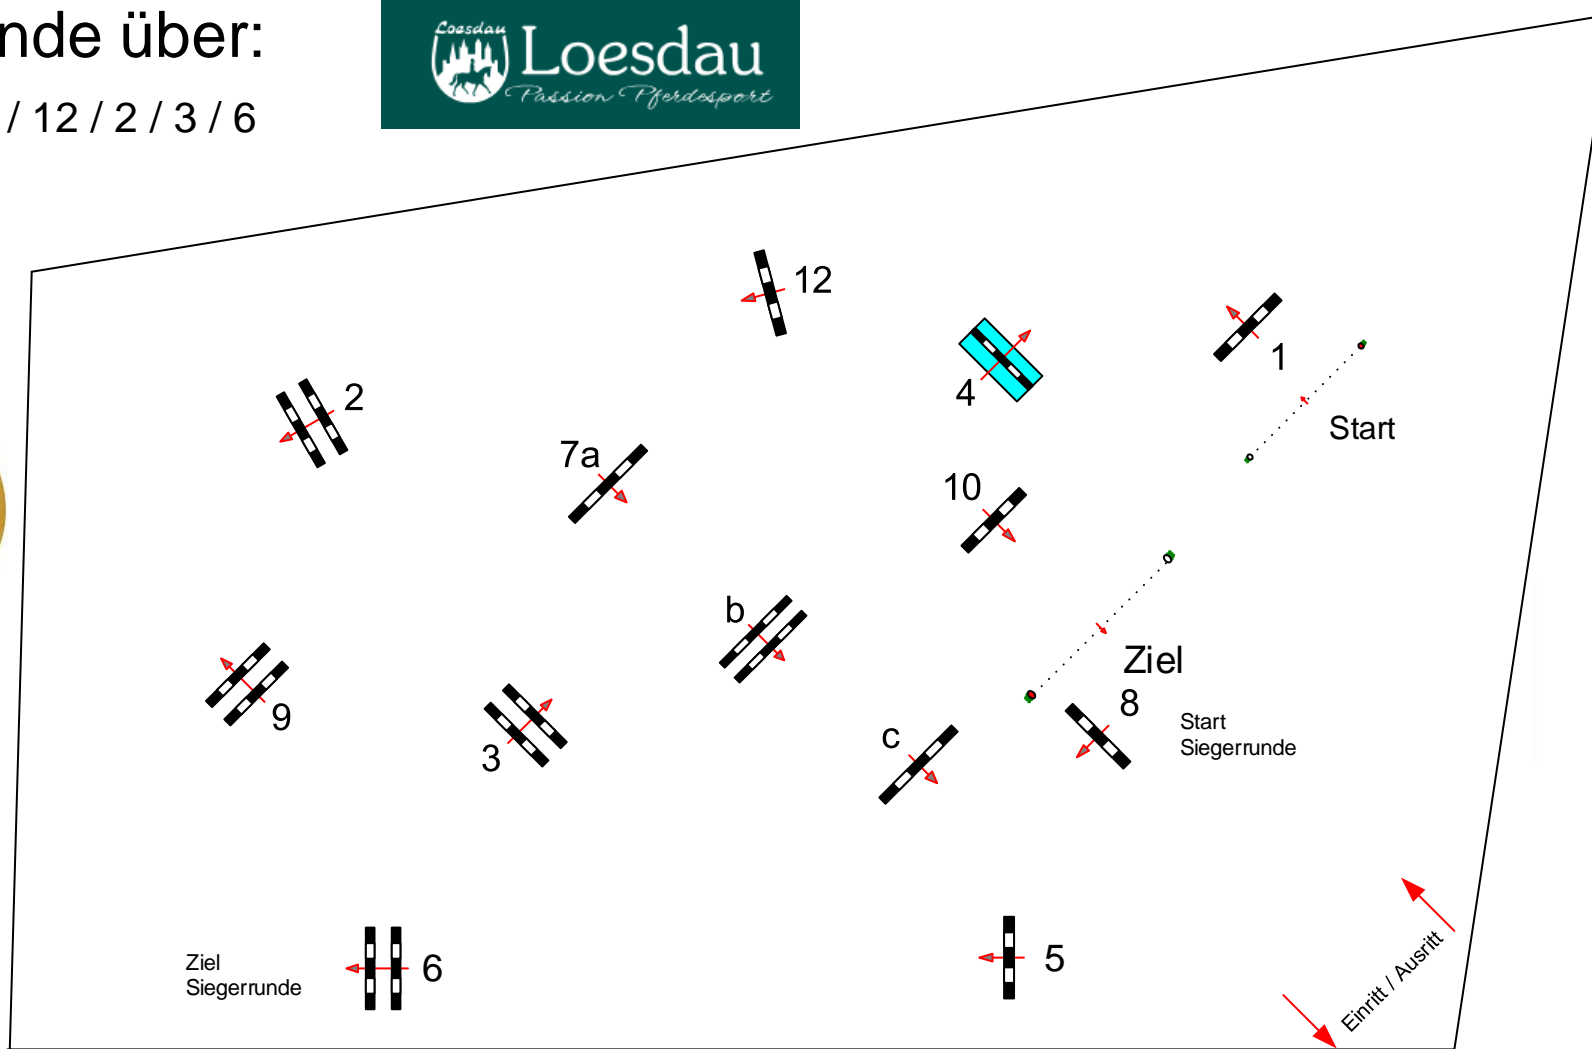 nde über:
/ 12 / 2 / 3 / 6
Loesdau
Loesdau
Passion Pferdesport
12
1
4
2
Start
7a
10
b
Ziel
8
Start
Siegerrunde
9
3
c
5
6
Ziel
Siegerrunde
Einritt / Ausritt